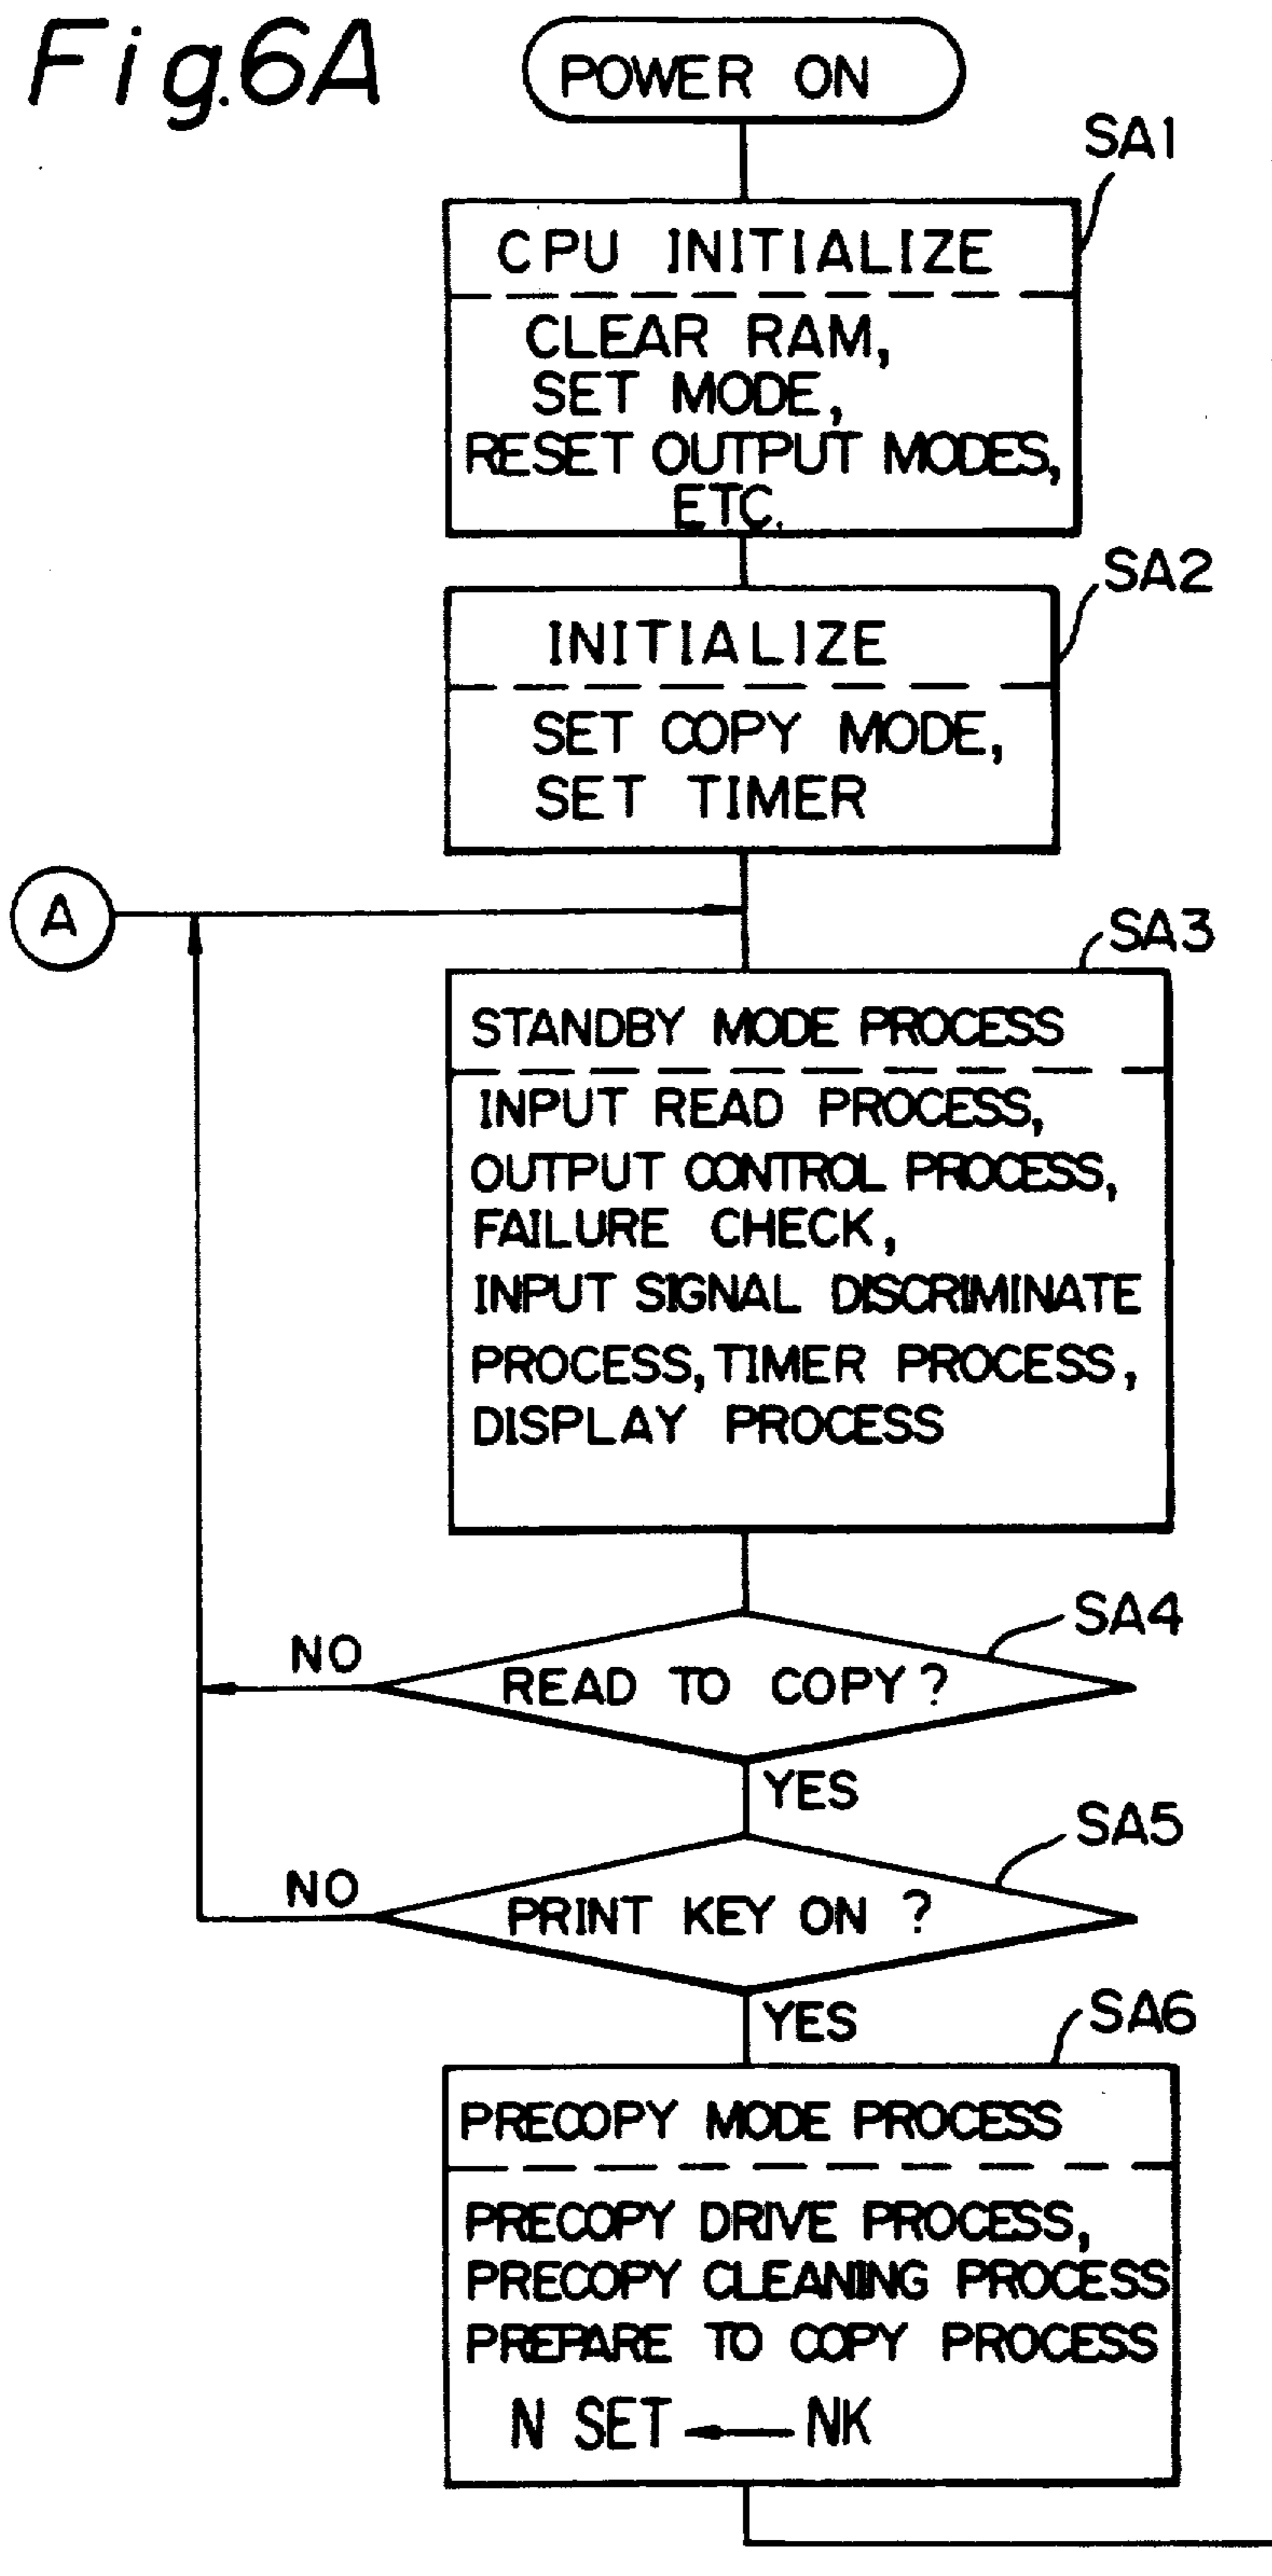 Fig.6A
POWER ON
SA1
CPU INITIALIZE
CLEAR RAM,
SET MODE,
RESET OUTPUT MODES,
ETC.
SA2
INITIALIZE
SET COPY MODE,
SET TIMER
A
SA3
STANDBY MODE PROCESS
INPUT READ PROCESS,
OUTPUT CONTROL PROCESS,
FAILURE CHECK,
INPUT SIGNAL DISCRIMINATE
PROCESS, TIMER PROCESS,
DISPLAY PROCESS
SA4
NO
READ TO COPY?
YES
SA5
NO
PRINT KEY ON ?
YES
SA6
PRECOPY MODE PROCESS
PRECOPY DRIVE PROCESS,
PRECOPY CLEANING PROCESS
PREPARE TO COPY PROCESS
N SET ← NK